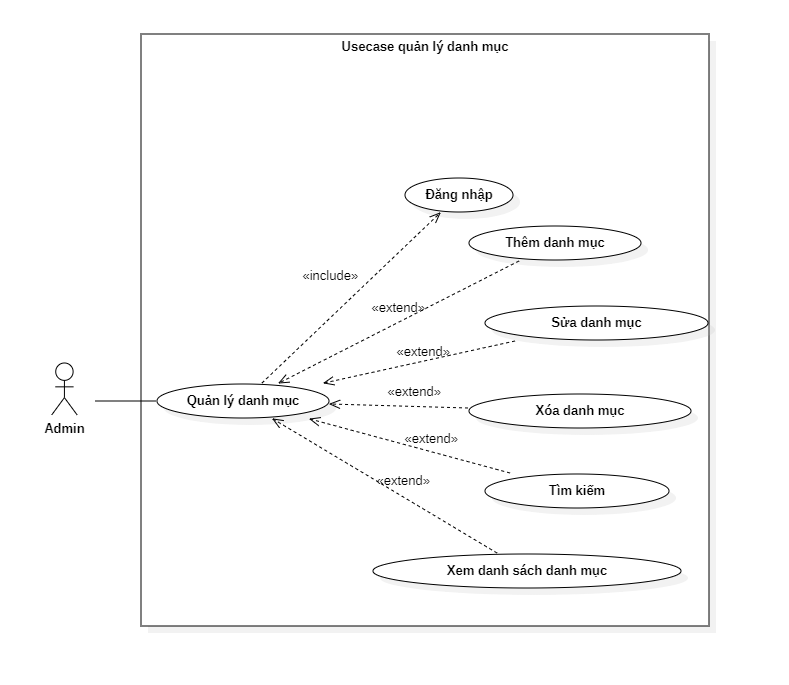 Usecase quản lý danh mục
Đăng nhập
Thêm danh mục
«include»
«extend»
Sửa danh mục
«extend»
«extend»
Quản lý danh mục
Xóa danh mục
Admin
«extend»
«extend»
Tìm kiếm
Xem danh sách danh mục